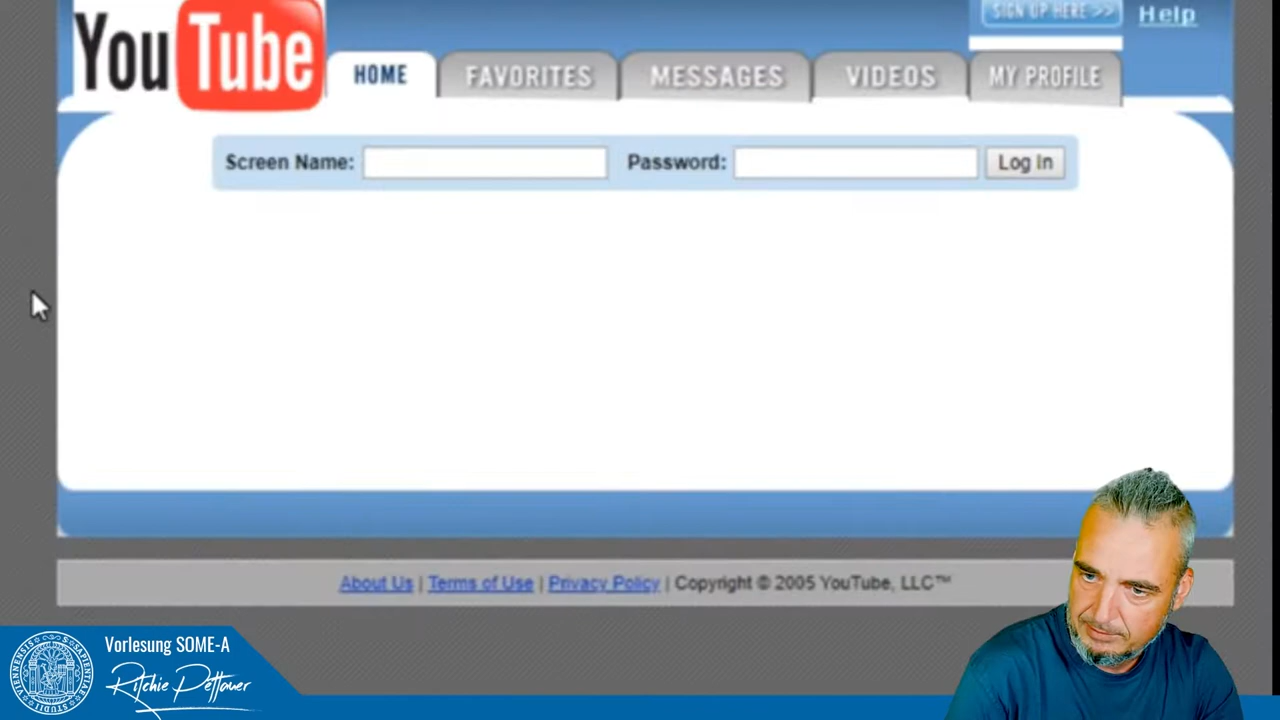 YouTube
SIGN UP HERE >> Help
HOME FAVORITES MESSAGES VIDEOS MY PROFILE
Screen Name: Password: Log In
About Us | Terms of Use | Privacy Policy | Copyright © 2005 YouTube, LLC™
Vorlesung SOME-A
Ritchie Pettauer